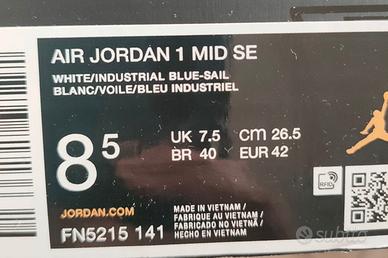 AIR JORDAN 1 MID SE
WHITE/INDUSTRIAL BLUE-SAIL
BLANC/VOILE/BLEU INDUSTRIEL
8 5
UK 7.5 CM 26.5
BR 40 EUR 42
RFID
JORDAN.COM
FN5215 141
MADE IN VIETNAM /
FABRIQUE AU VIETNAM /
FABRICADO NO VIETNÃ /
HECHO EN VIETNAM
subito